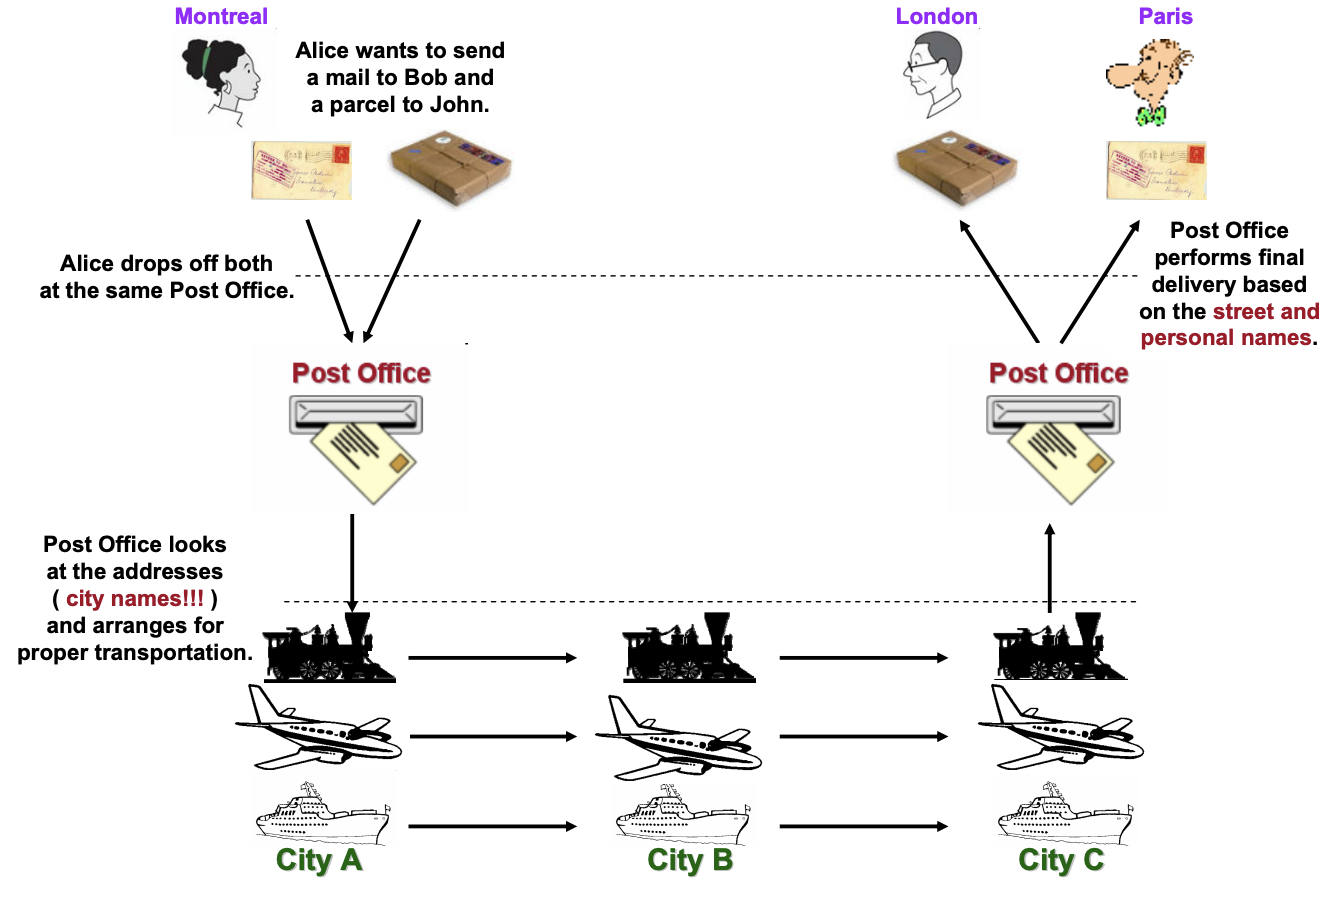 Montreal
London
Paris
Alice wants to send
a mail to Bob and
a parcel to John.
Alice drops off both
at the same Post Office.
Post Office
performs final
delivery based
on the street and
personal names.
Post Office
Post Office
Post Office looks
at the addresses
( city names!!! )
and arranges for
proper transportation.
City A
City B
City C